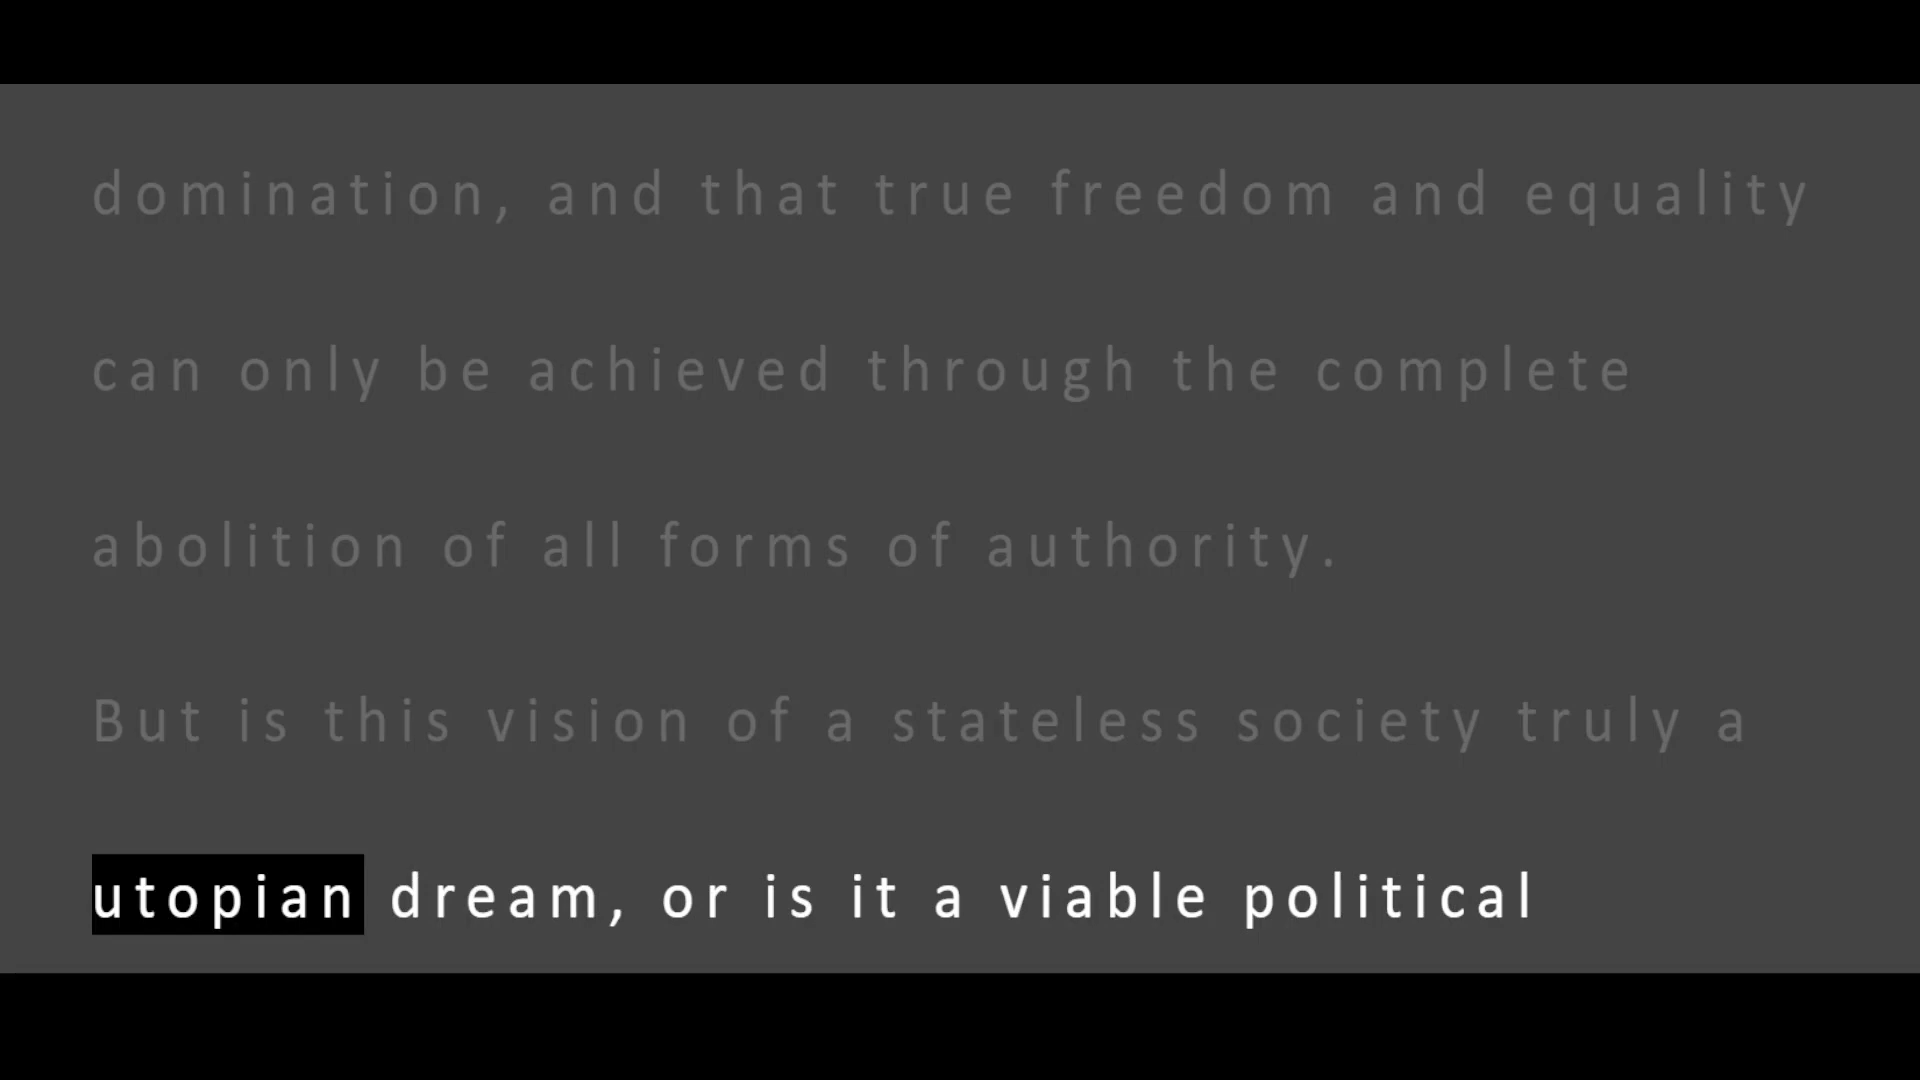 domination, and that true freedom and equality
can only be achieved through the complete
abolition of all forms of authority.
But is this vision of a stateless society truly a
utopian dream, or is it a viable political